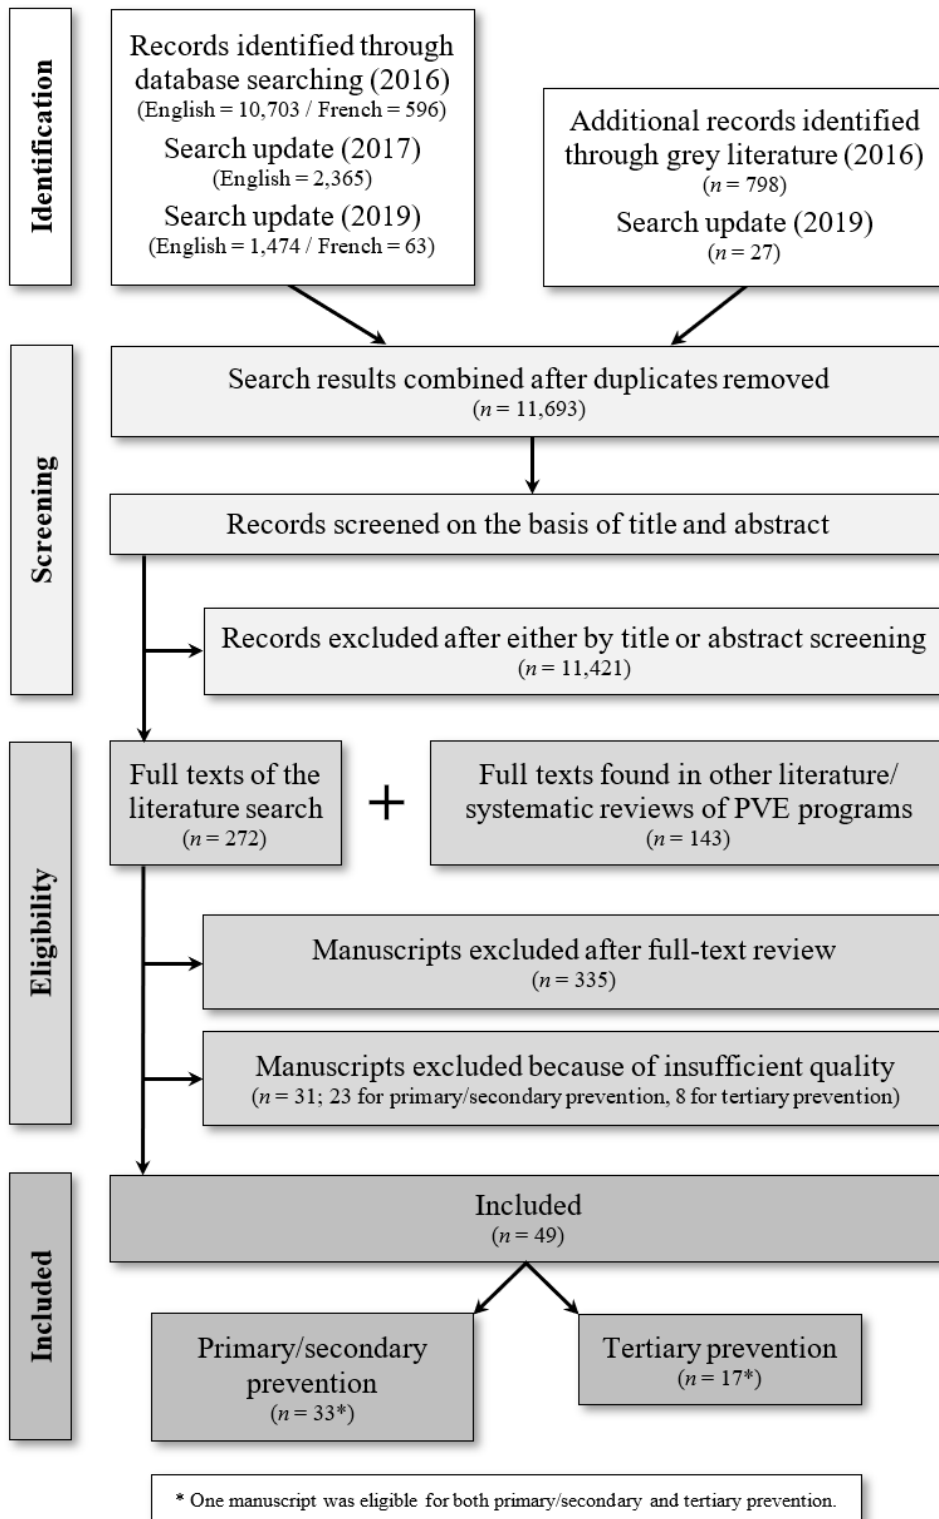 Identification
Records identified through
database searching (2016)
(English = 10,703 / French = 596)
Search update (2017)
(English = 2,365)
Search update (2019)
(English = 1,474 / French = 63)
Additional records identified
through grey literature (2016)
(n = 798)
Search update (2019)
(n = 27)
Screening
Search results combined after duplicates removed
(n = 11,693)
Records screened on the basis of title and abstract
Records excluded after either by title or abstract screening
(n = 11,421)
Eligibility
Full texts of the
literature search
(n = 272)
+
Full texts found in other literature/
systematic reviews of PVE programs
(n = 143)
Manuscripts excluded after full-text review
(n = 335)
Manuscripts excluded because of insufficient quality
(n = 31; 23 for primary/secondary prevention, 8 for tertiary prevention)
Included
Included
(n = 49)
Primary/secondary
prevention
(n = 33*)
Tertiary prevention
(n = 17*)
* One manuscript was eligible for both primary/secondary and tertiary prevention.